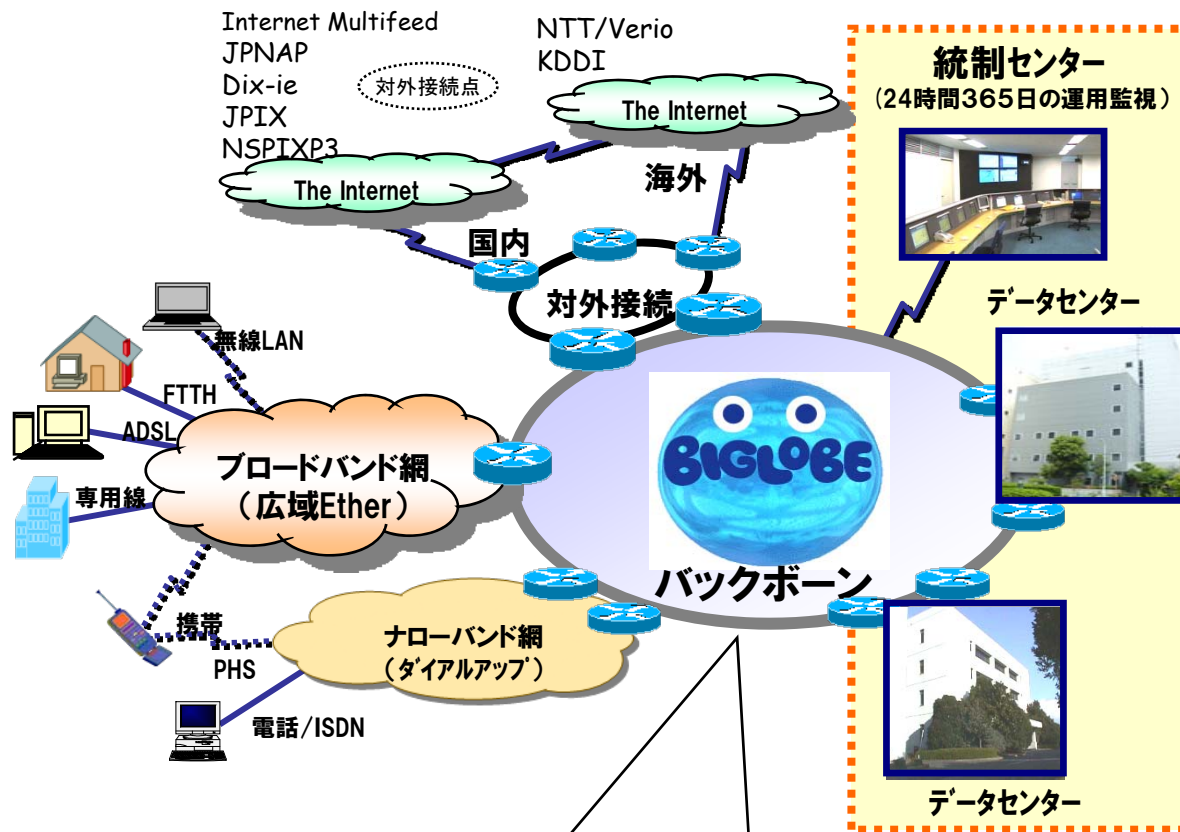 Internet Multifeed
JPNAP
Dix-ie
JPIX
NSPIXP3
対外接続点
NTT/Verio
KDDI
The Internet
The Internet
統制センター
(24時間365日の運用監視)
海外
国内
対外接続
データセンター
無線LAN
FTTH
ADSL
専用線
ブロードバンド網
(広域Ether)
BIGLOBE
バックボーン
携帯
PHS
ナローバンド網
(ダイアルアップ)
電話/ISDN
データセンター